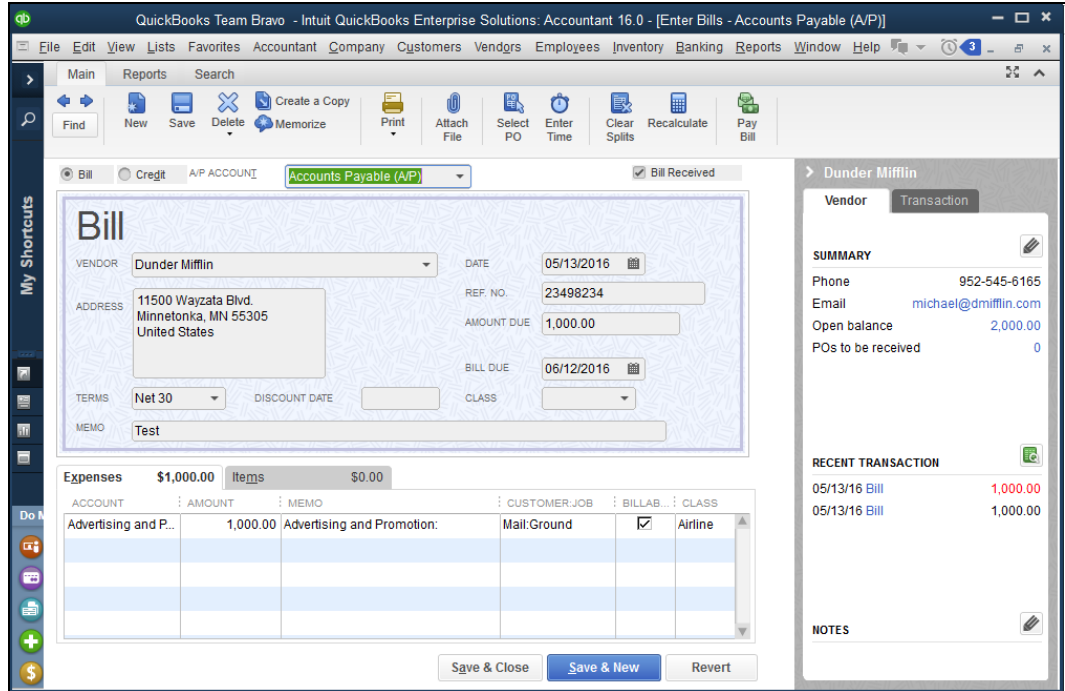 qb QuickBooks Team Bravo - Intuit QuickBooks Enterprise Solutions: Accountant 16.0 - [Enter Bills - Accounts Payable (A/P)]
File Edit View Lists Favorites Accountant Company Customers Vendors Employees Inventory Banking Reports Window Help 3
Main Reports Search
Find New Save Delete Create a Copy Memorize Print Attach File Select PO Enter Time Clear Splits Recalculate Pay Bill
My Shortcuts
Do M
Bill Credit A/P ACCOUNT Accounts Payable (A/P) Bill Received
Bill
VENDOR Dunder Mifflin DATE 05/13/2016
REF. NO. 23498234
ADDRESS 11500 Wayzata Blvd.
Minnetonka, MN 55305
United States
AMOUNT DUE 1,000.00
BILL DUE 06/12/2016
TERMS Net 30 DISCOUNT DATE CLASS
MEMO Test
Expenses $1,000.00 Items $0.00
ACCOUNT AMOUNT MEMO CUSTOMER:JOB BILLAB... CLASS
Advertising and P... 1,000.00 Advertising and Promotion: Mail:Ground Airline
Save & Close Save & New Revert
Dunder Mifflin
Vendor Transaction
SUMMARY
Phone 952-545-6165
Email michael@dmifflin.com
Open balance 2,000.00
POs to be received 0
RECENT TRANSACTION
05/13/16 Bill 1,000.00
05/13/16 Bill 1,000.00
NOTES